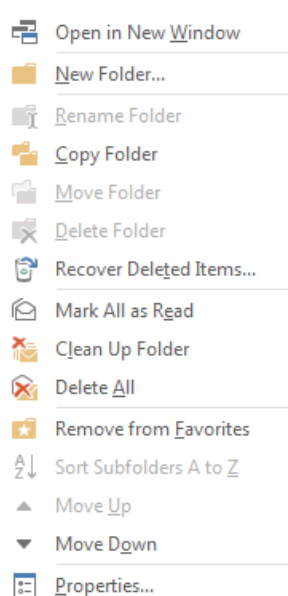 Open in New Window
New Folder...
Rename Folder
Copy Folder
Move Folder
Delete Folder
Recover Deleted Items...
Mark All as Read
Clean Up Folder
Delete All
Remove from Favorites
A
Z
Sort Subfolders A to Z
Move Up
Move Down
Properties...